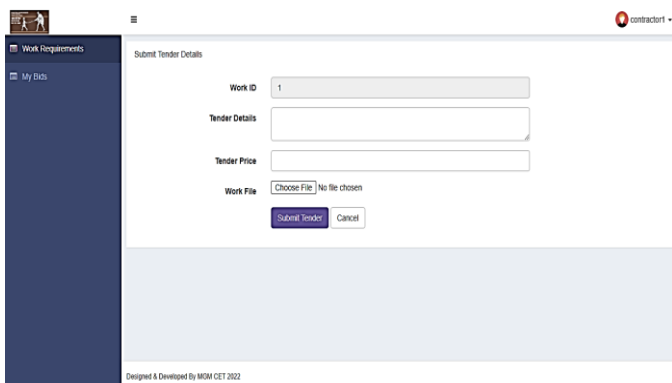 contractor1
Work Requirements
My Bids
Submit Tender Details
Work ID
1
Tender Details
Tender Price
Work File
Choose File No file chosen
Submit Tender Cancel
Designed & Developed By MGM CET 2022